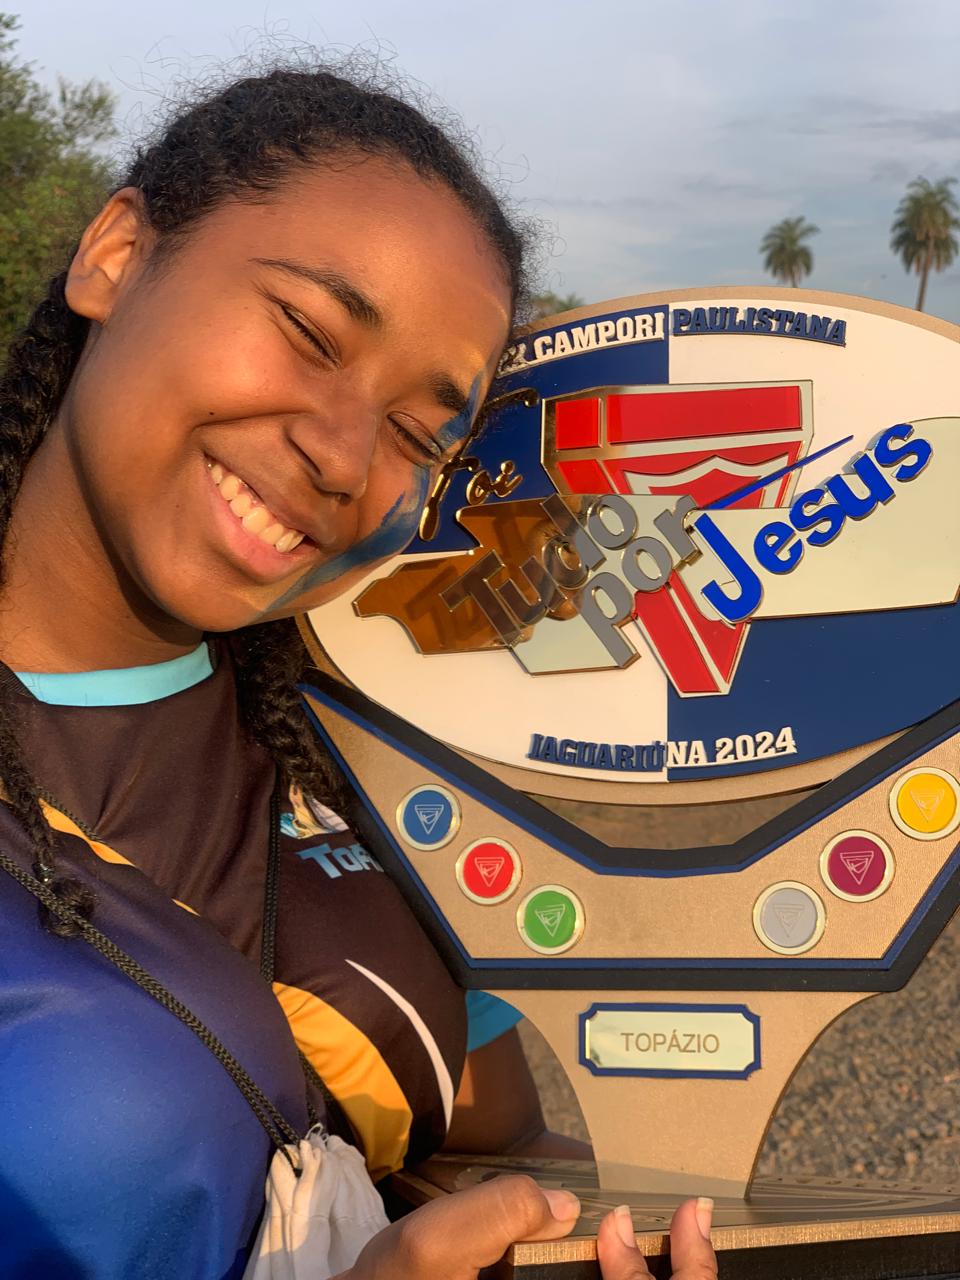 CAMPORI PAULISTANA
Foi
Tudo
por
Jesus
JAGUARIÚNA 2024
TOPÁZIO